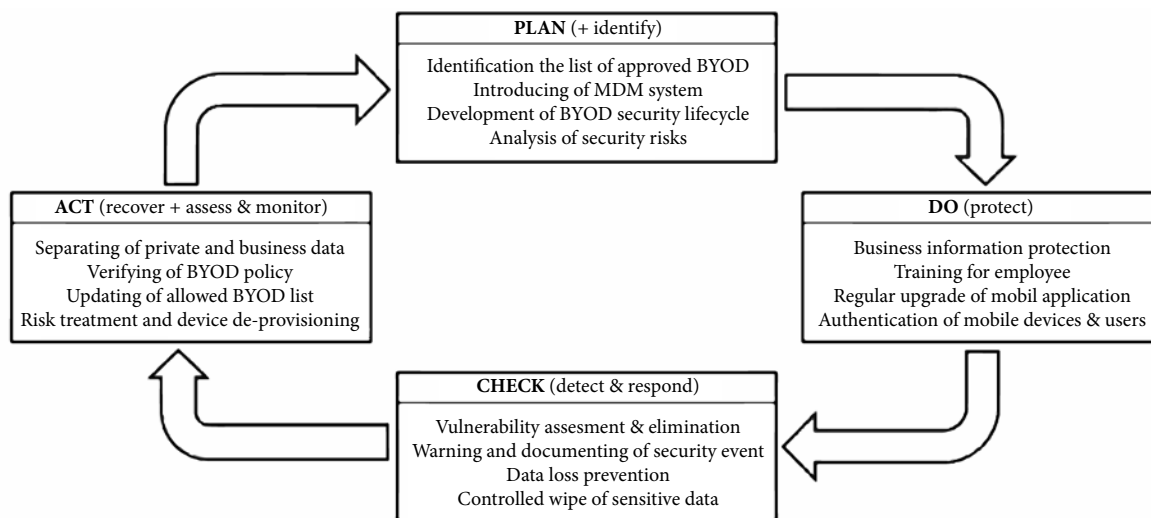 PLAN (+ identify)
Identification the list of approved BYOD
Introducing of MDM system
Development of BYOD security lifecycle
Analysis of security risks
DO (protect)
Business information protection
Training for employee
Regular upgrade of mobil application
Authentication of mobile devices & users
CHECK (detect & respond)
Vulnerability assesment & elimination
Warning and documenting of security event
Data loss prevention
Controlled wipe of sensitive data
ACT (recover + assess & monitor)
Separating of private and business data
Verifying of BYOD policy
Updating of allowed BYOD list
Risk treatment and device de-provisioning